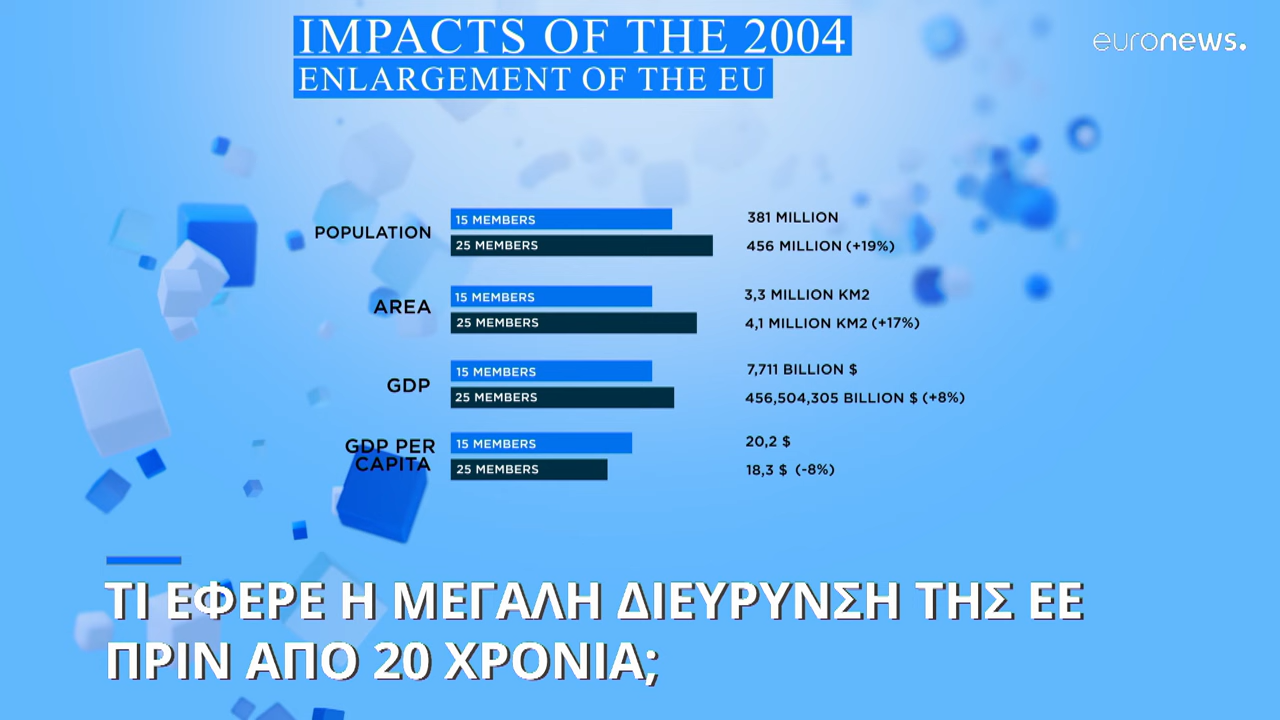 IMPACTS OF THE 2004
ENLARGEMENT OF THE EU
euronews.
POPULATION
15 MEMBERS
381 MILLION
25 MEMBERS
456 MILLION (+19%)
AREA
15 MEMBERS
3,3 MILLION KM2
25 MEMBERS
4,1 MILLION KM2 (+17%)
GDP
15 MEMBERS
7,711 BILLION $
25 MEMBERS
456,504,305 BILLION $ (+8%)
GDP PER
CAPITA
15 MEMBERS
20,2 $
25 MEMBERS
18,3 $ (-8%)
ΤΙ ΕΦΕΡΕ Η ΜΕΓΑΛΗ ΔΙΕΥΡΥΝΣΗ ΤΗΣ ΕΕ
ΠΡΙΝ ΑΠΟ 20 ΧΡΟΝΙΑ;